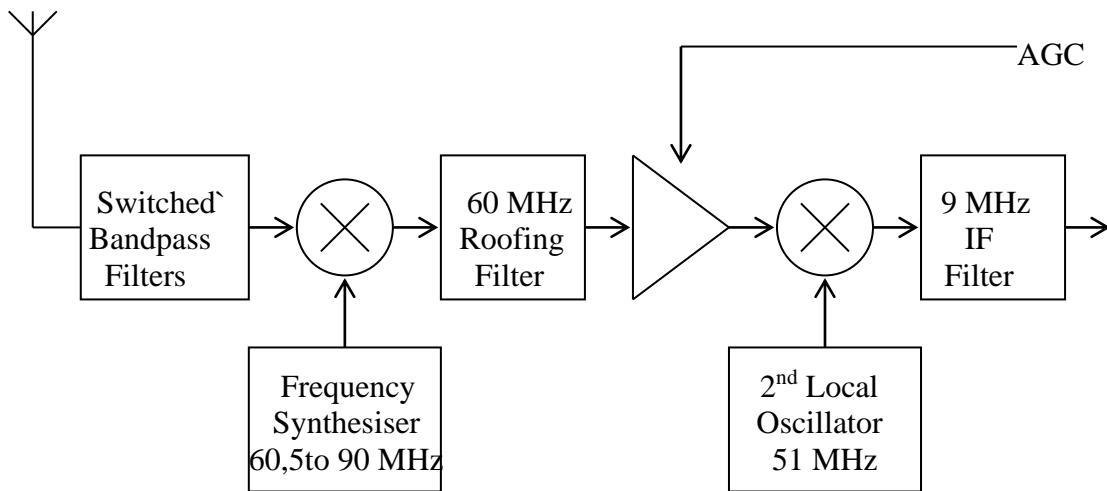 AGC
Switched`
Bandpass
Filters
60 MHz
Roofing
Filter
9 MHz
IF
Filter
Frequency
Synthesiser
60,5to 90 MHz
2nd Local
Oscillator
51 MHz